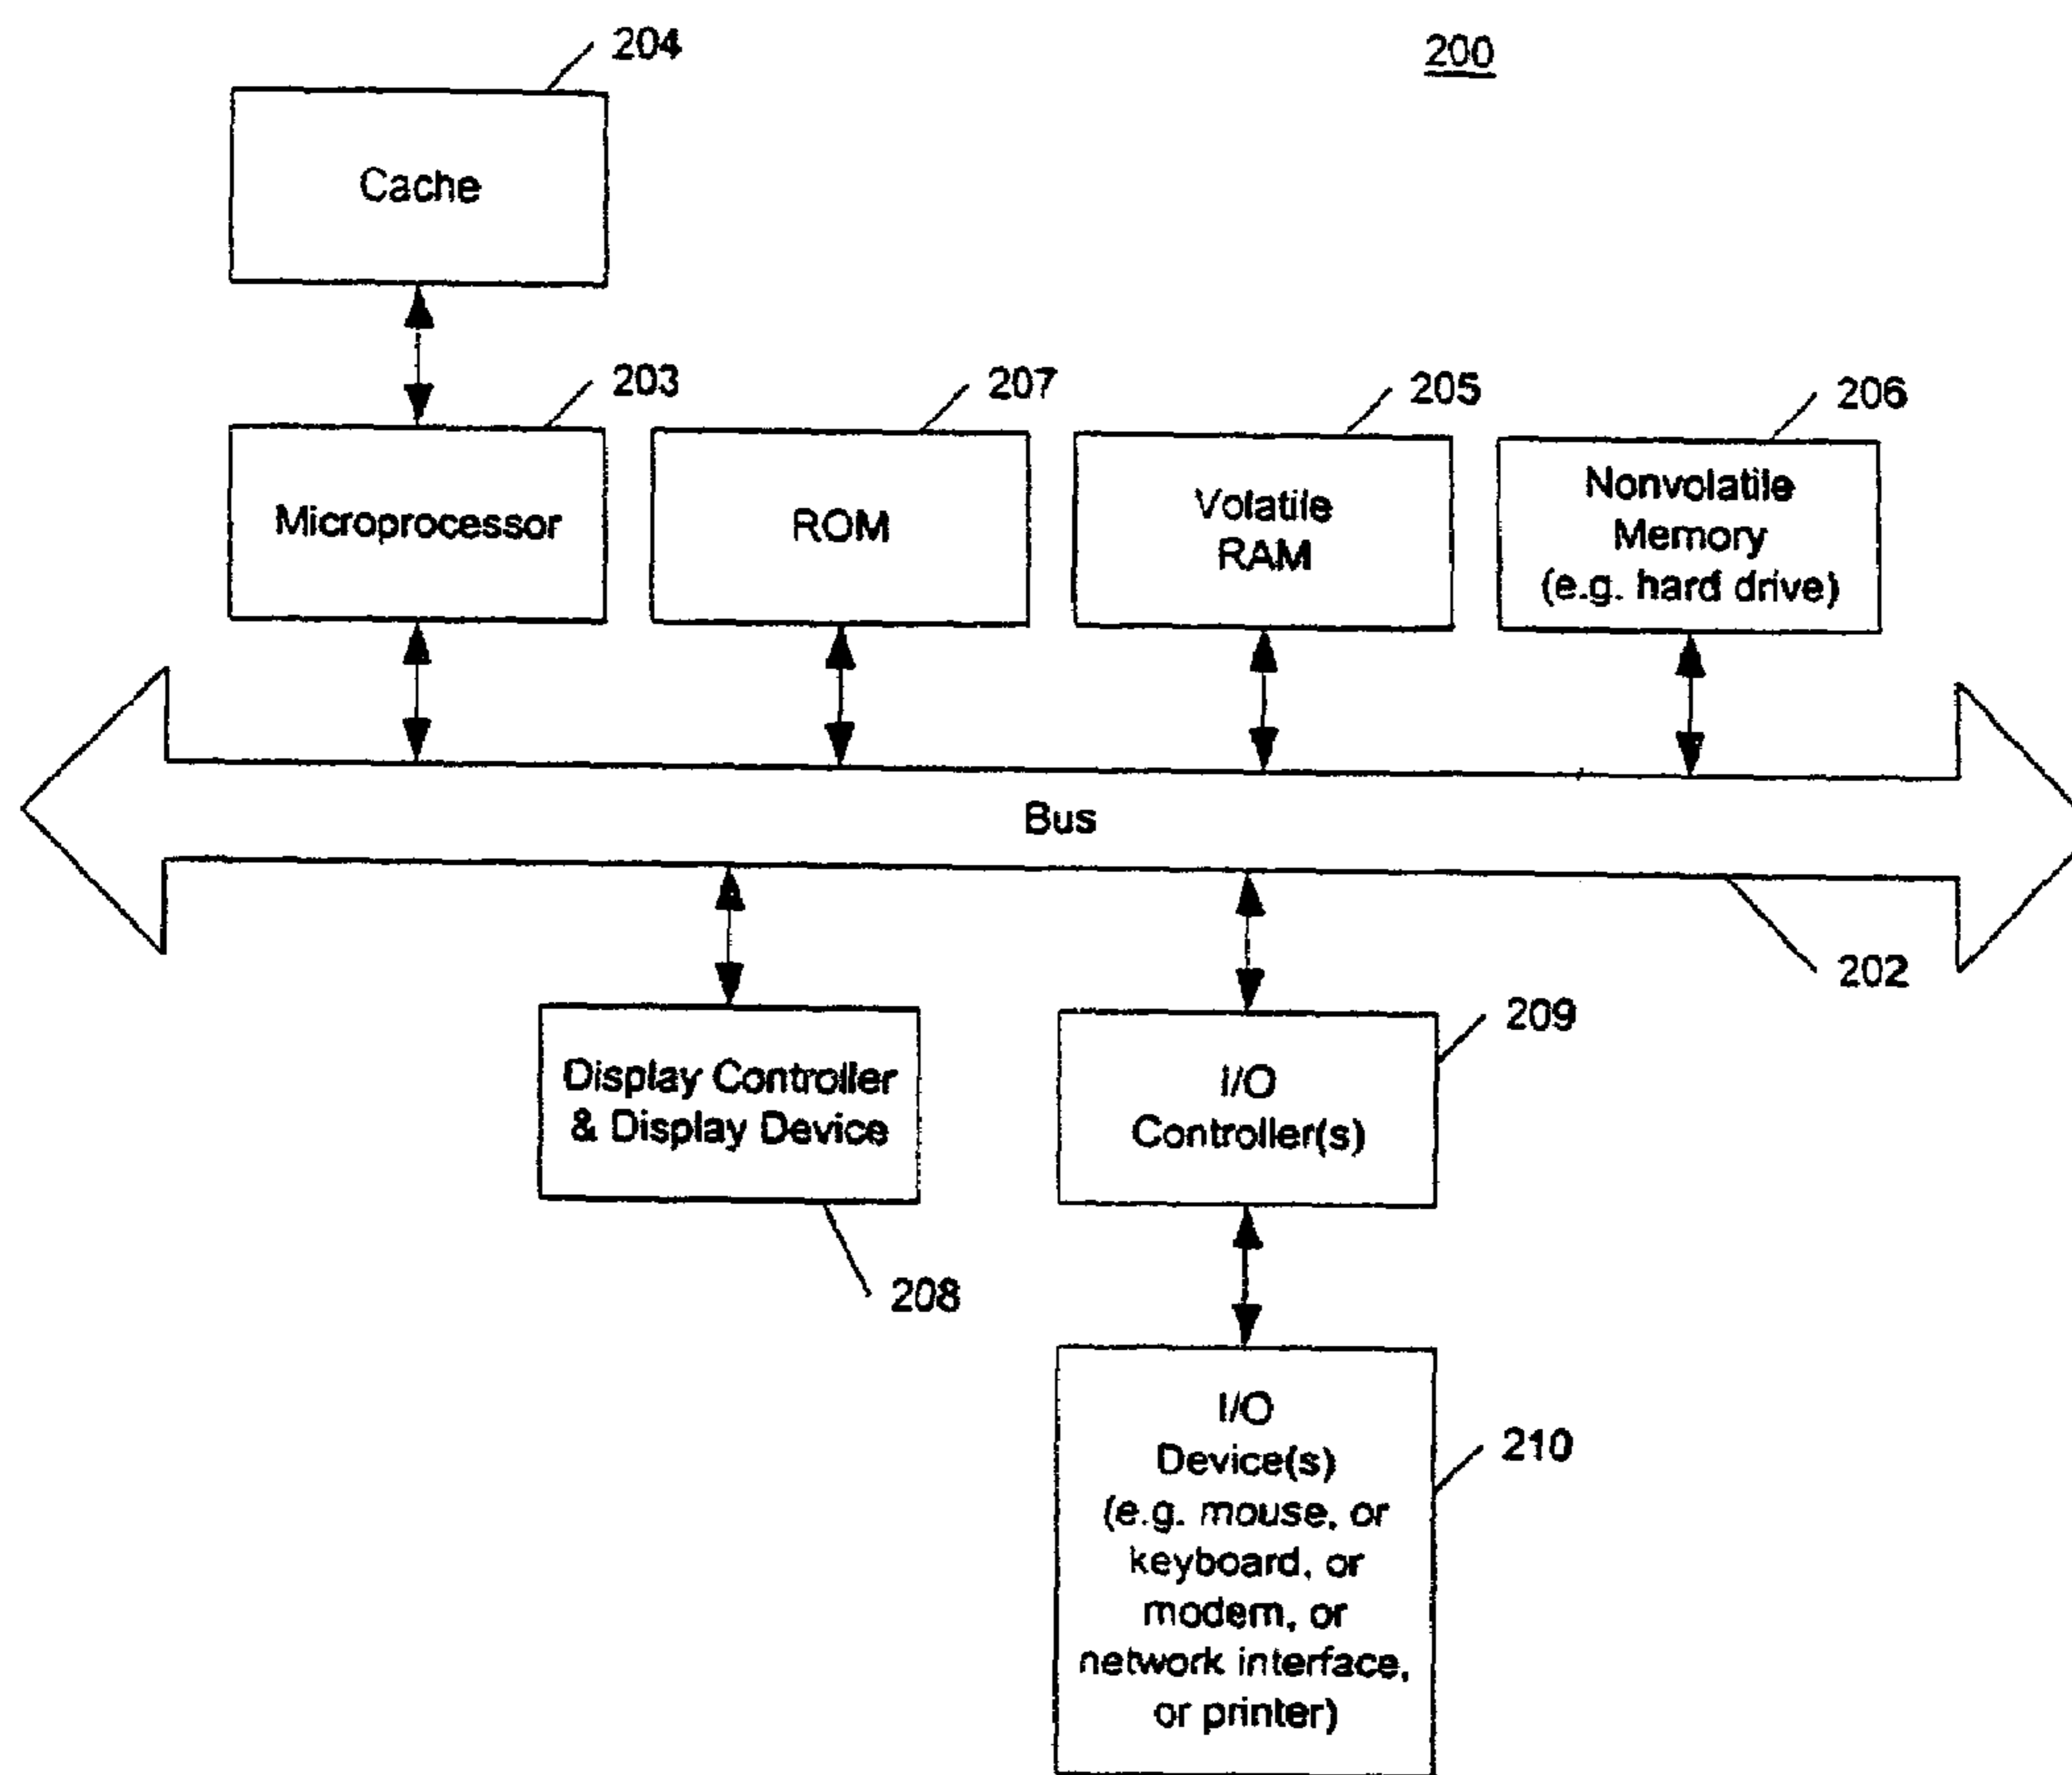 204
200
Cache
203
207
205
206
Microprocessor
ROM
Volatile
RAM
Nonvolatile
Memory
(e.g. hard drive)
Bus
202
Display Controller
& Display Device
208
209
I/O
Controller(s)
I/O
Device(s)
(e.g. mouse, or
keyboard, or
modem, or
network interface,
or printer)
210